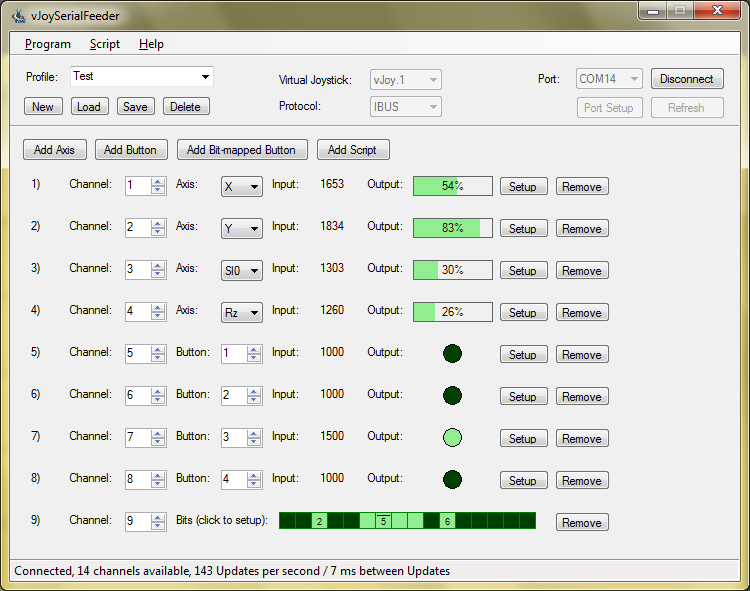 vJoySerialFeeder
Program Script Help
Profile: Test Virtual Joystick: vJoy.1 Port: COM14 Disconnect
New Load Save Delete Protocol: IBUS Port Setup Refresh
Add Axis Add Button Add Bit-mapped Button Add Script
1) Channel: 1 Axis: X Input: 1653 Output: 54% Setup Remove
2) Channel: 2 Axis: Y Input: 1834 Output: 83% Setup Remove
3) Channel: 3 Axis: Sl0 Input: 1303 Output: 30% Setup Remove
4) Channel: 4 Axis: Rz Input: 1260 Output: 26% Setup Remove
5) Channel: 5 Button: 1 Input: 1000 Output: Setup Remove
6) Channel: 6 Button: 2 Input: 1000 Output: Setup Remove
7) Channel: 7 Button: 3 Input: 1500 Output: Setup Remove
8) Channel: 8 Button: 4 Input: 1000 Output: Setup Remove
9) Channel: 9 Bits (click to setup): 2 5 6 Remove
Connected, 14 channels available, 143 Updates per second / 7 ms between Updates